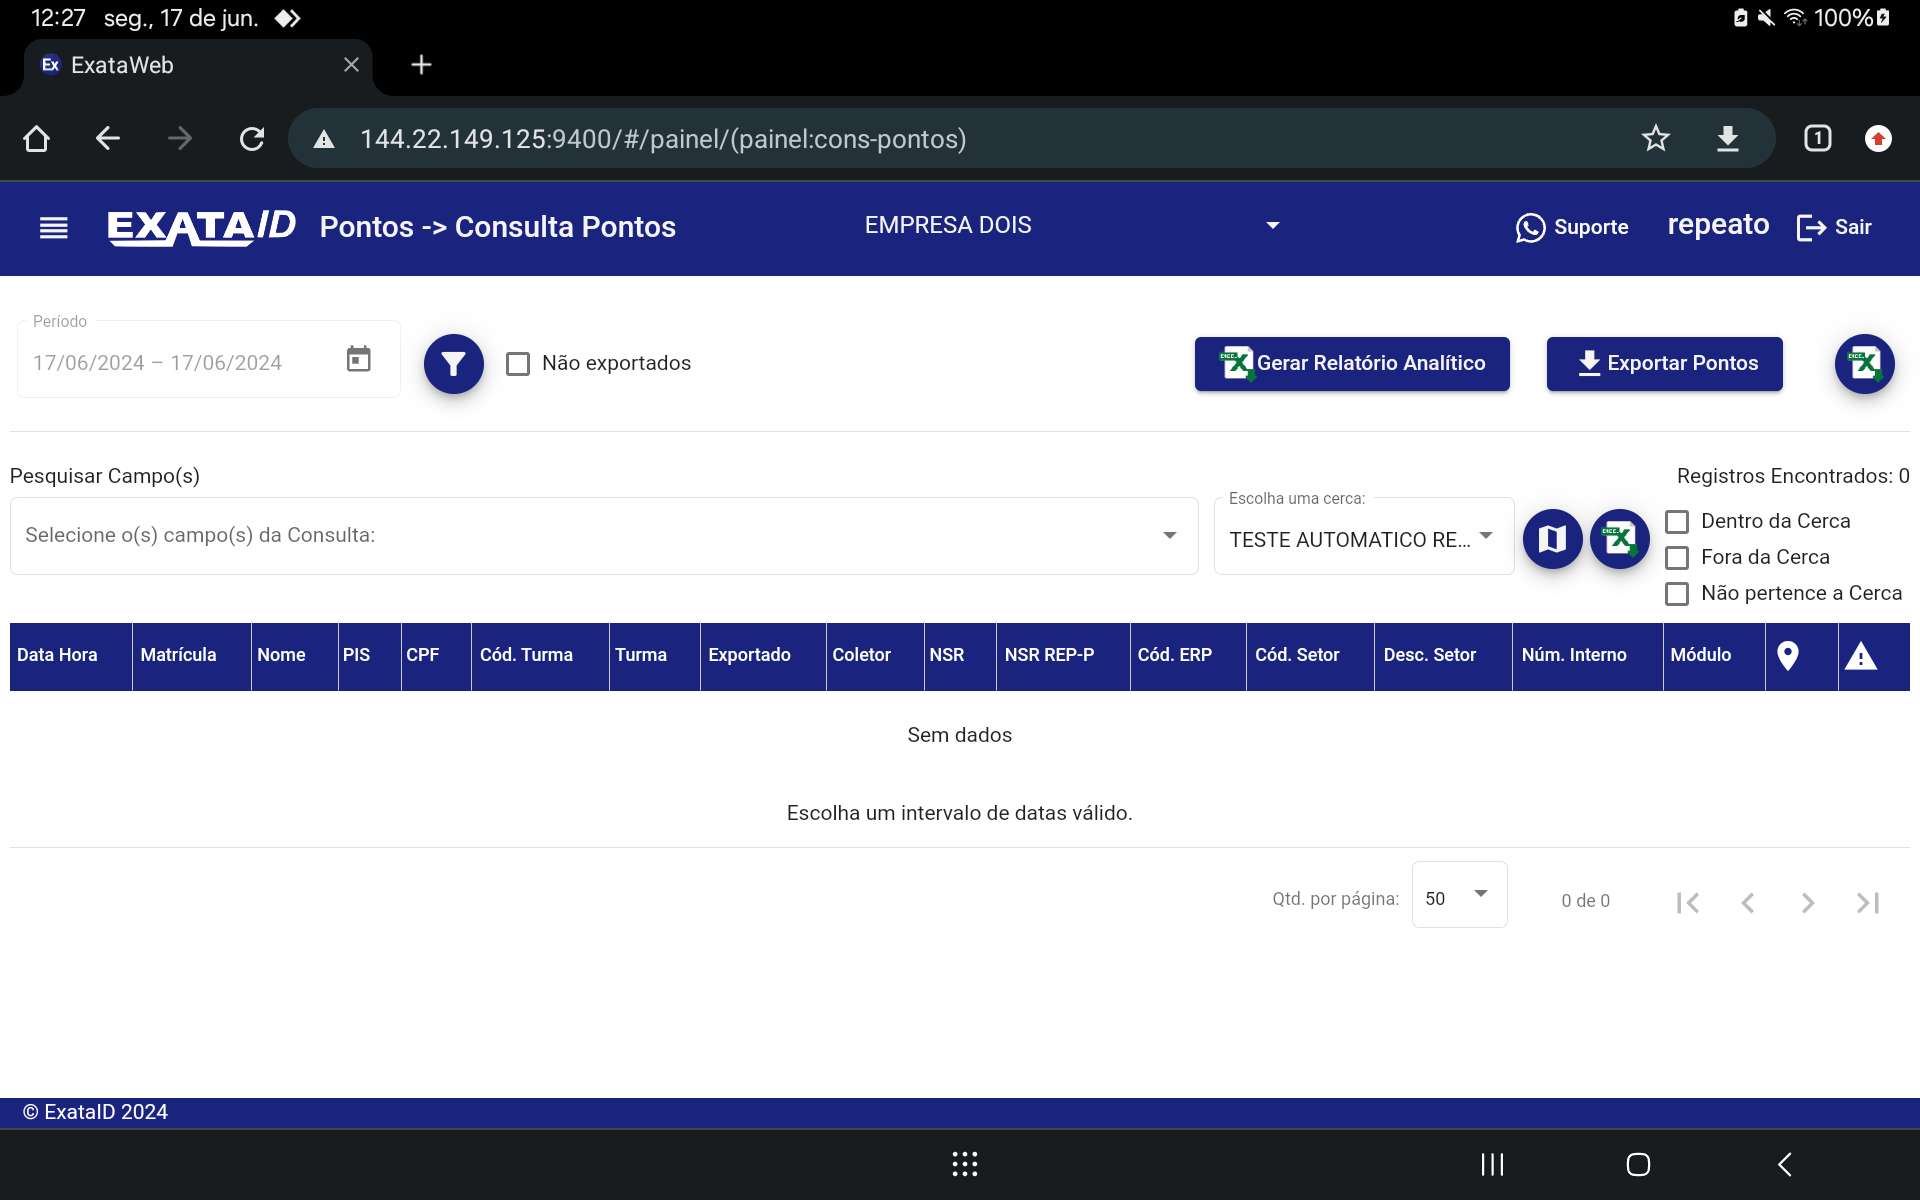 12:27 seg., 17 de jun. 100%
Ex ExataWeb
144.22.149.125:9400/#/painel/(painel:cons-pontos) 1
EXATAID Pontos -> Consulta Pontos EMPRESA DOIS Suporte repeato Sair
Período
17/06/2024 – 17/06/2024 Não exportados Gerar Relatório Analítico Exportar Pontos
Pesquisar Campo(s) Registros Encontrados: 0
Selecione o(s) campo(s) da Consulta: Escolha uma cerca: TESTE AUTOMATICO RE...
Dentro da Cerca
Fora da Cerca
Não pertence a Cerca
Data Hora Matrícula Nome PIS CPF Cód. Turma Turma Exportado Coletor NSR NSR REP-P Cód. ERP Cód. Setor Desc. Setor Núm. Interno Módulo
Sem dados
Escolha um intervalo de datas válido.
Qtd. por página: 50 0 de 0
© ExataID 2024